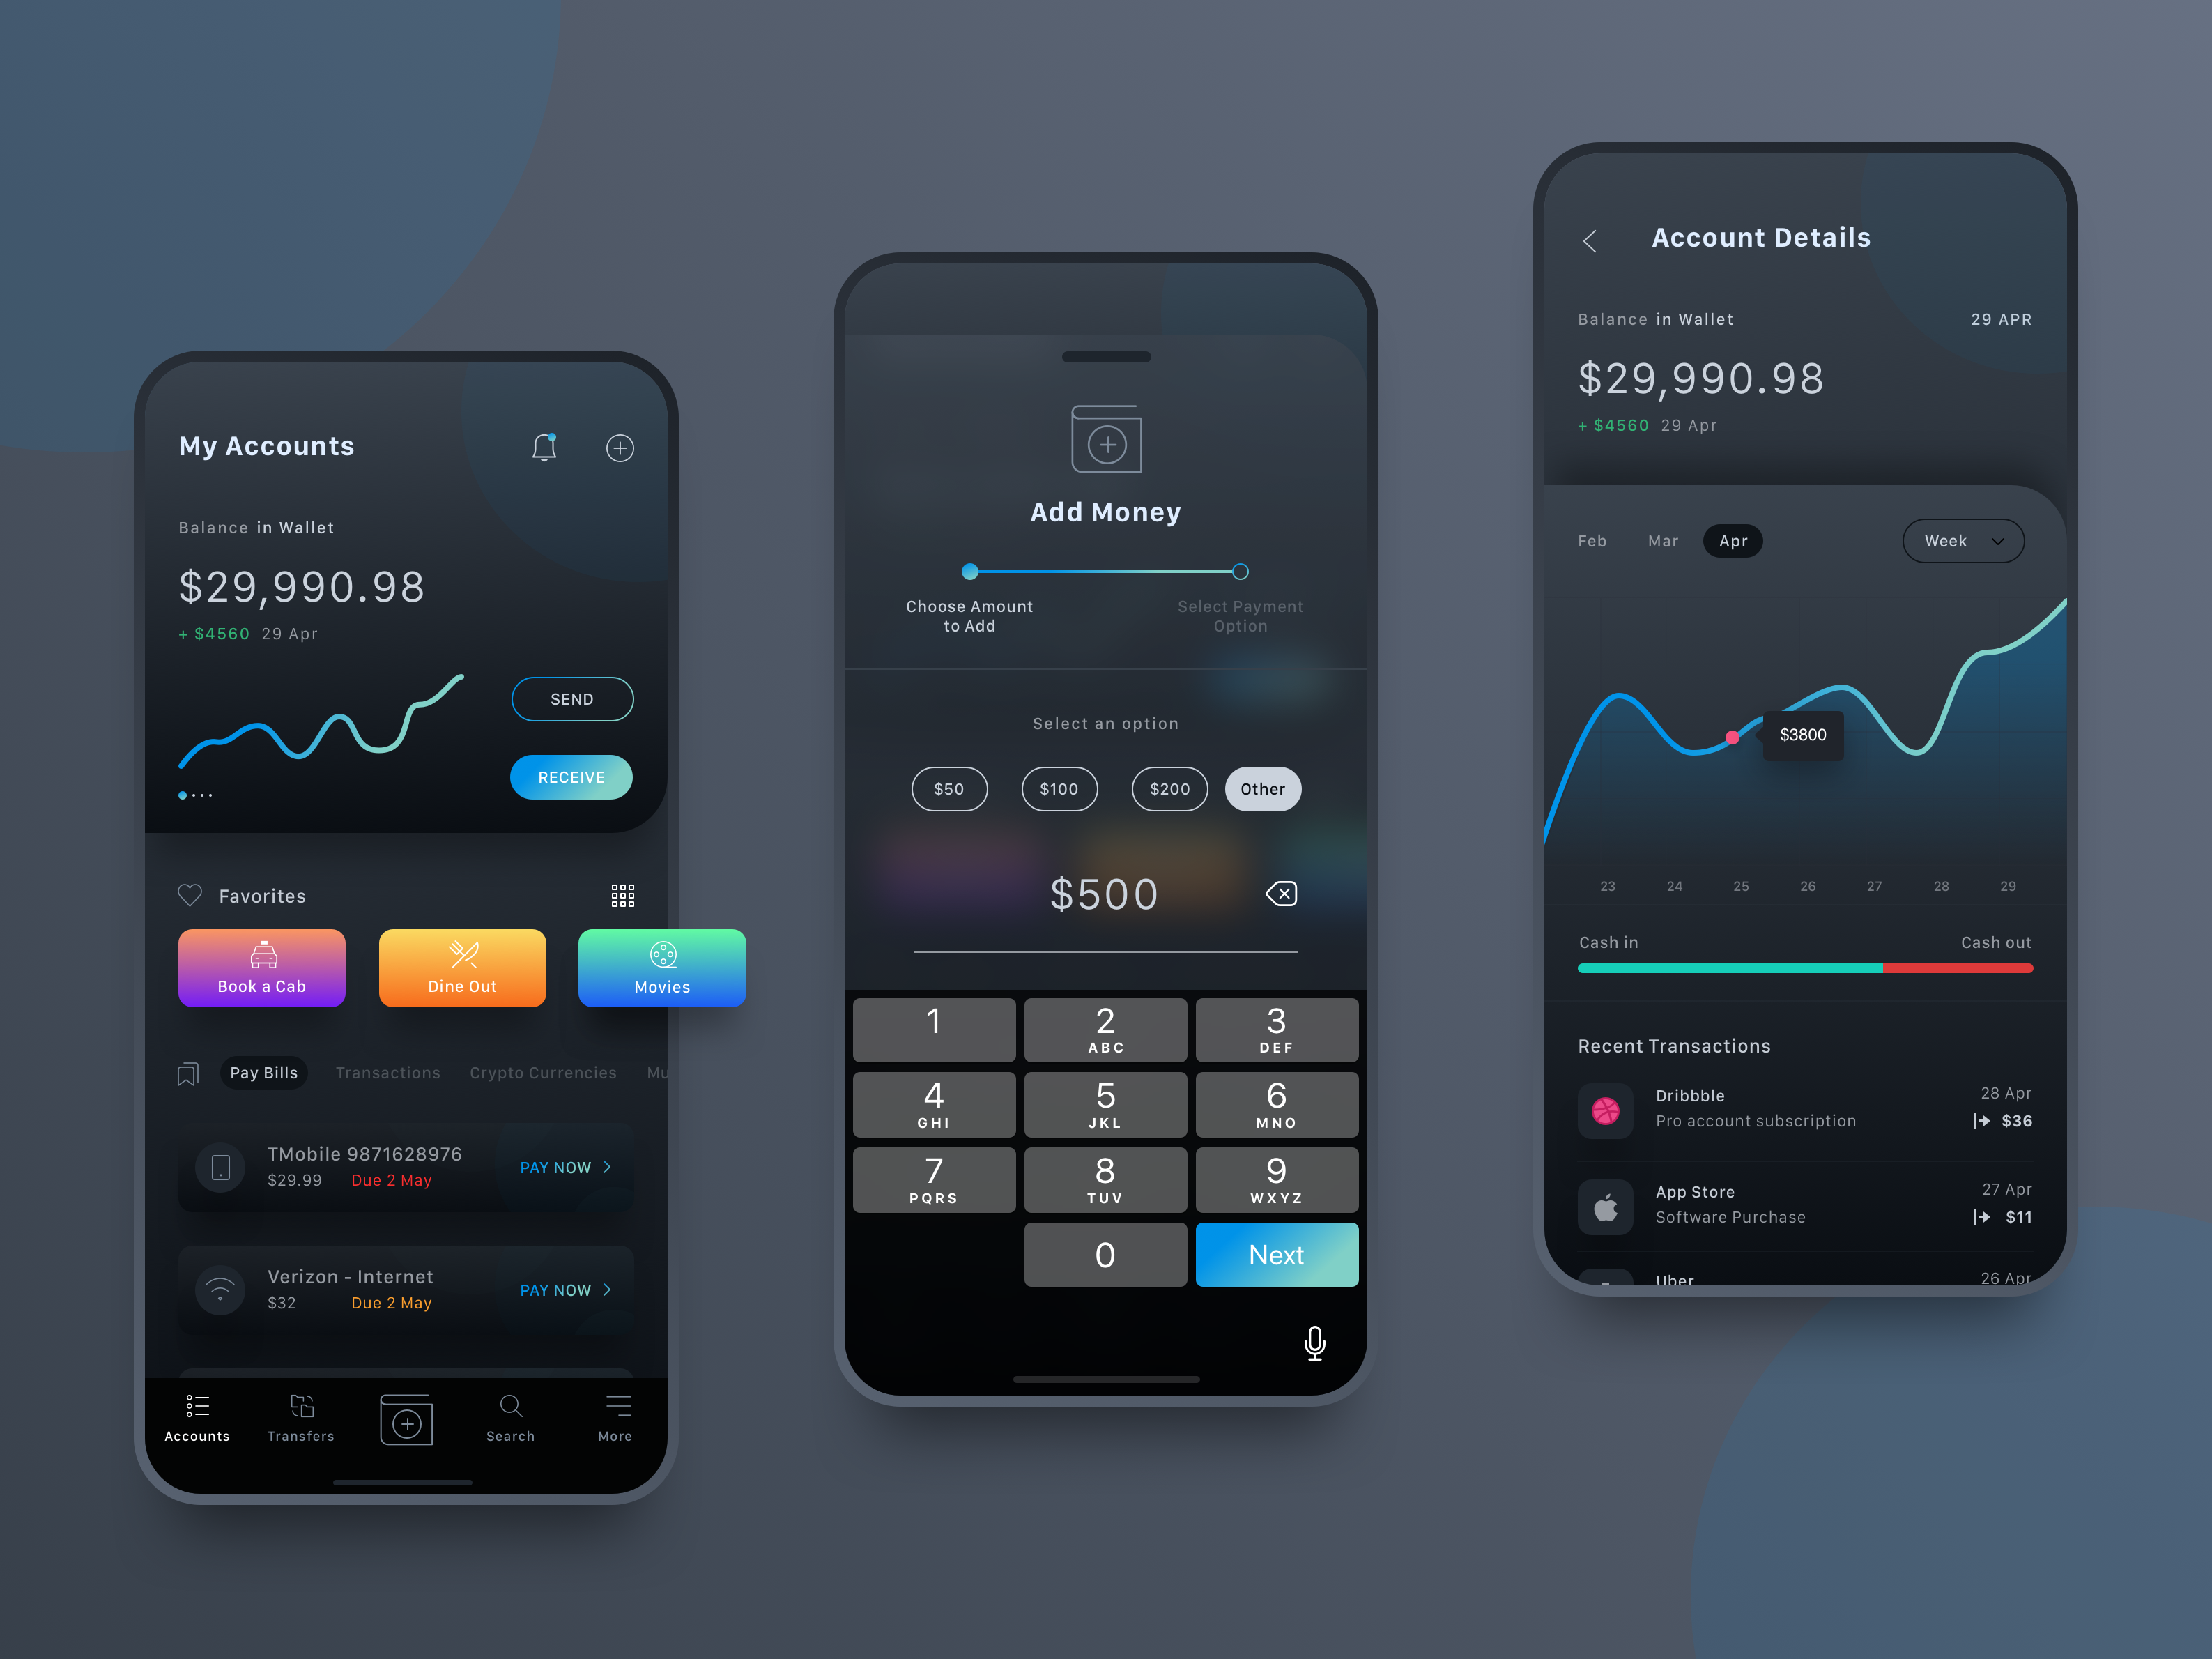 My Accounts
Balance in Wallet
$29,990.98
+ $4560 29 Apr
SEND
RECEIVE
Favorites
Book a Cab
Dine Out
Movies
Pay Bills Transactions Crypto Currencies Mu
TMobile 9871628976
$29.99 Due 2 May
PAY NOW
Verizon - Internet
$32 Due 2 May
PAY NOW
Accounts Transfers Search More
Add Money
Choose Amount
to Add
Select Payment
Option
Select an option
$50 $100 $200 Other
$500
1 2 3
ABC DEF
4 5 6
GHI JKL MNO
7 8 9
PQRS TUV WXYZ
0 Next
Account Details
Balance in Wallet 29 APR
$29,990.98
+ $4560 29 Apr
Feb Mar Apr Week
$3800
23 24 25 26 27 28 29
Cash in Cash out
Recent Transactions
Dribbble 28 Apr
Pro account subscription $36
App Store 27 Apr
Software Purchase $11
Uber 26 Apr